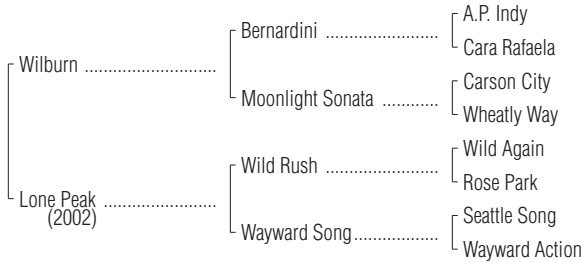 A.P. Indy
Bernardini ........................
Cara Rafaela
Wilburn ............................
Carson City
Moonlight Sonata ............
Wheatly Way
Wild Again
Wild Rush ........................
Rose Park
Lone Peak ........................
(2002)
Seattle Song
Wayward Song ..................
Wayward Action